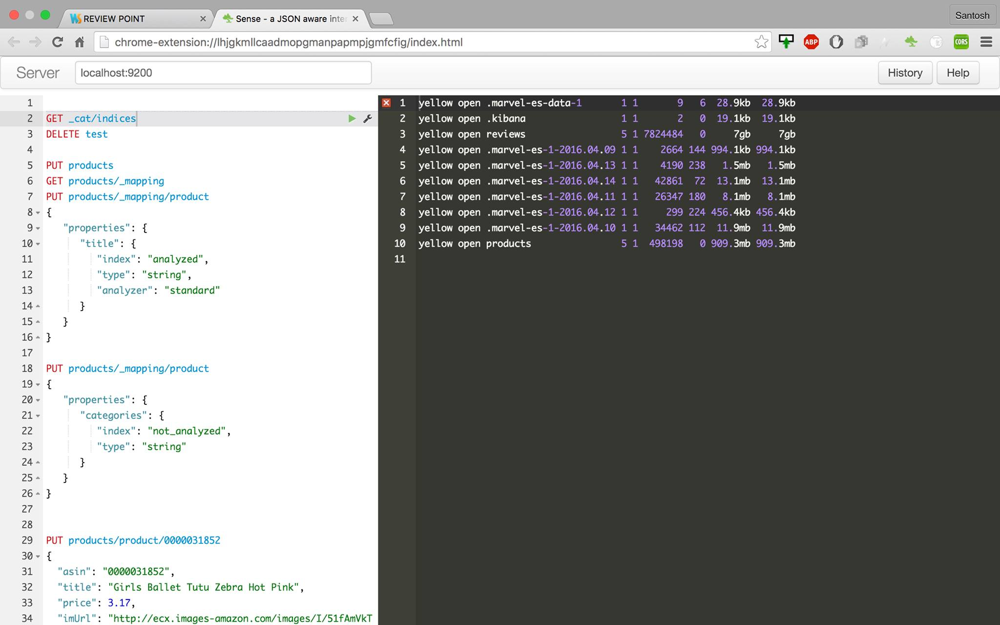 REVIEW POINT
Sense - a JSON aware inter
Santosh
chrome-extension://lhjgkmllcaadmopgmanpapmpjgmfcfig/index.html
ABP
CORS
Server
localhost:9200
History
Help
1
2 GET _cat/indices
3 DELETE test
4
5 PUT products
6 GET products/_mapping
7 PUT products/_mapping/product
8 {
9 "properties": {
10 "title": {
11 "index": "analyzed",
12 "type": "string",
13 "analyzer": "standard"
14 }
15 }
16 }
17
18 PUT products/_mapping/product
19 {
20 "properties": {
21 "categories": {
22 "index": "not_analyzed",
23 "type": "string"
24 }
25 }
26 }
27
28
29 PUT products/product/0000031852
30 {
31 "asin": "0000031852",
32 "title": "Girls Ballet Tutu Zebra Hot Pink",
33 "price": 3.17,
34 "imUrl": "http://ecx.images-amazon.com/images/I/51fAmVkT
1 yellow open .marvel-es-data-1 1 1 9 6 28.9kb 28.9kb
2 yellow open .kibana 1 1 2 0 19.1kb 19.1kb
3 yellow open reviews 5 1 7824484 0 7gb 7gb
4 yellow open .marvel-es-1-2016.04.09 1 1 2664 144 994.1kb 994.1kb
5 yellow open .marvel-es-1-2016.04.13 1 1 4190 238 1.5mb 1.5mb
6 yellow open .marvel-es-1-2016.04.14 1 1 42861 72 13.1mb 13.1mb
7 yellow open .marvel-es-1-2016.04.11 1 1 26347 180 8.1mb 8.1mb
8 yellow open .marvel-es-1-2016.04.12 1 1 299 224 456.4kb 456.4kb
9 yellow open .marvel-es-1-2016.04.10 1 1 34462 112 11.9mb 11.9mb
10 yellow open products 5 1 498198 0 909.3mb 909.3mb
11